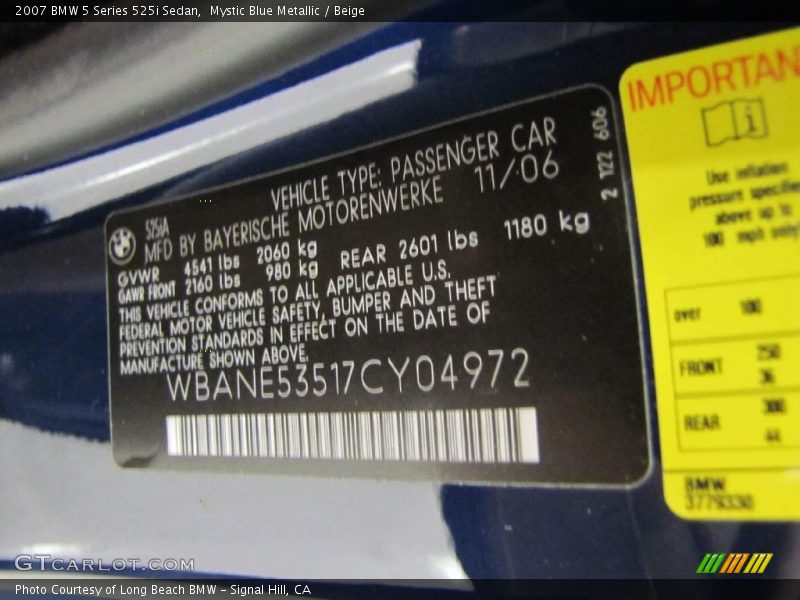 2007 BMW 5 Series 525i Sedan,  Mystic Blue Metallic / Beige
VEHICLE TYPE: PASSENGER CAR
525iA
MFD BY BAYERISCHE MOTORENWERKE 11/06
GVWR 4541 lbs 2060 kg
GAWR FRONT 2160 lbs 980 kg REAR 2601 lbs 1180 kg
THIS VEHICLE CONFORMS TO ALL APPLICABLE U.S.
FEDERAL MOTOR VEHICLE SAFETY, BUMPER AND THEFT
PREVENTION STANDARDS IN EFFECT ON THE DATE OF
MANUFACTURE SHOWN ABOVE.
WBANE53517CY04972
2 122 606
IMPORTAN
Use inflation
pressure specifie
above up to
100 mph only
over 100
FRONT 250
36
REAR 300
44
BMW
3779330
GTCARLOT.COM
Photo Courtesy of Long Beach BMW - Signal Hill, CA